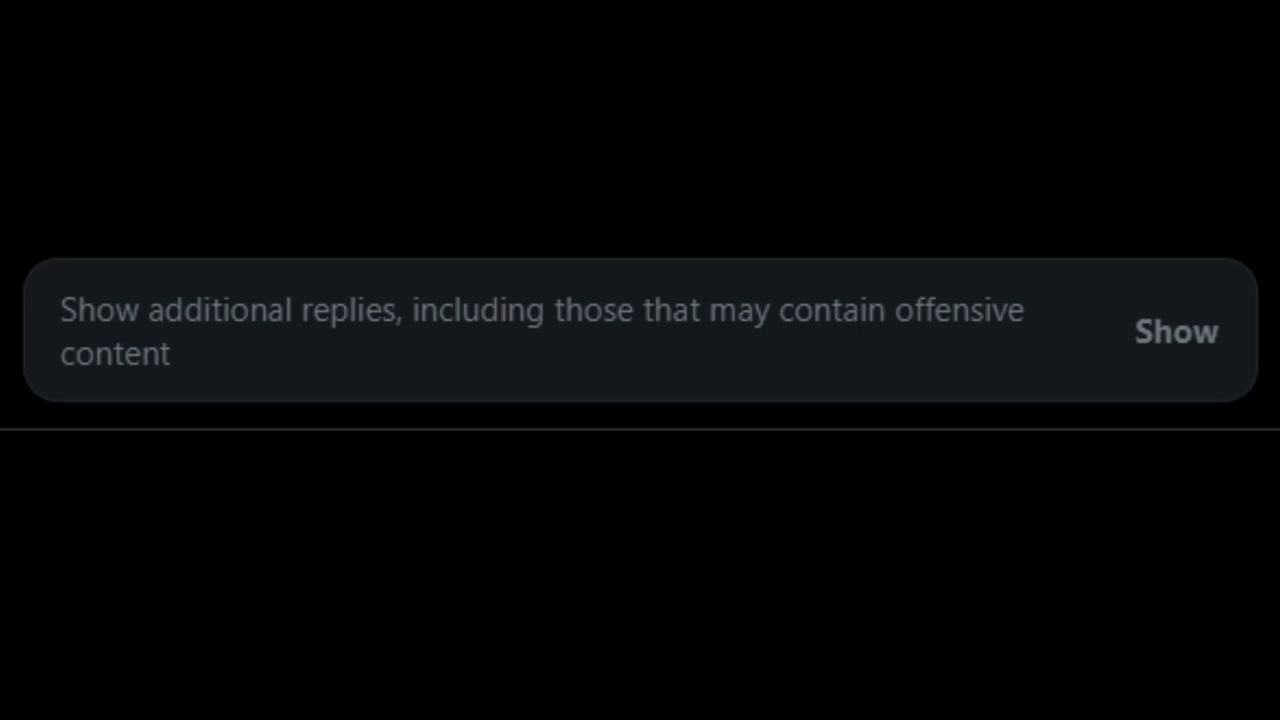 Show additional replies, including those that may contain offensive
content
Show